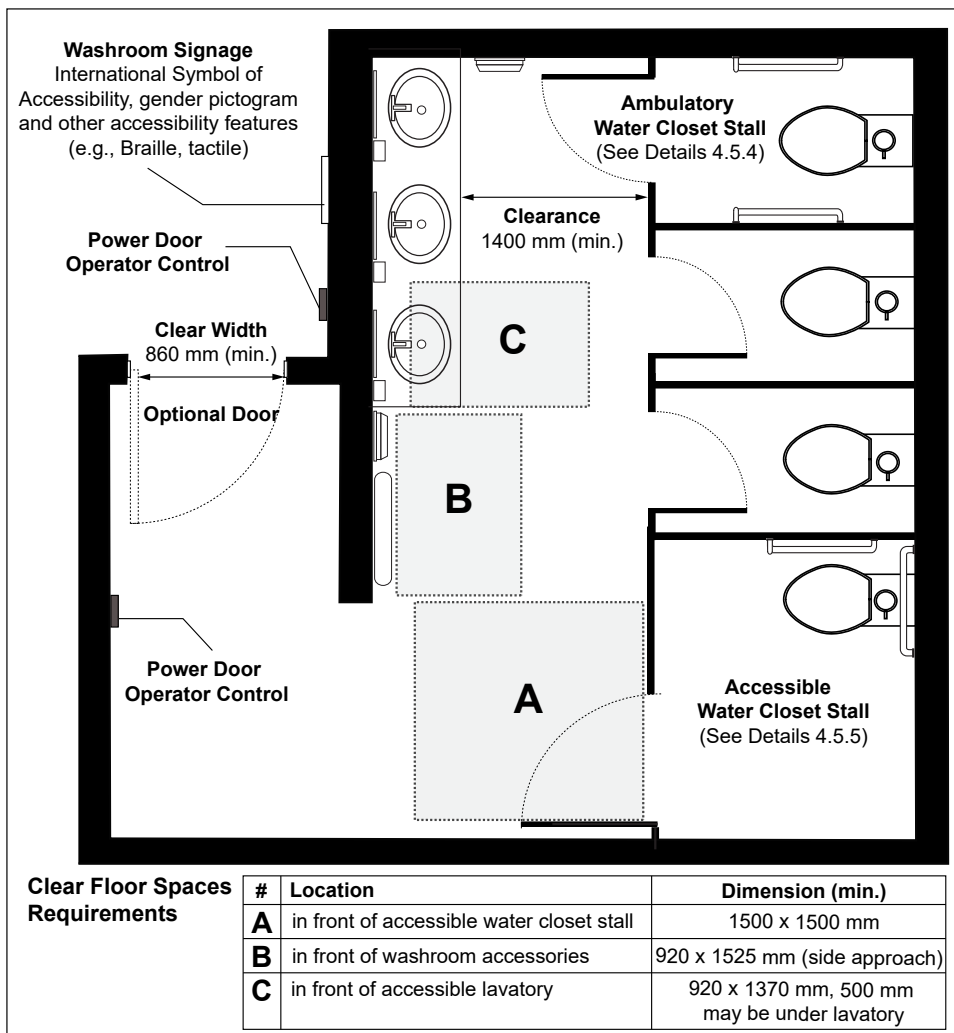 Washroom Signage
International Symbol of
Accessibility, gender pictogram
and other accessibility features
(e.g., Braille, tactile)
Ambulatory
Water Closet Stall
(See Details 4.5.4)
Clearance
1400 mm (min.)
Power Door
Operator Control
Clear Width
860 mm (min.)
Optional Door
C
B
A
Power Door
Operator Control
Accessible
Water Closet Stall
(See Details 4.5.5)
Clear Floor Spaces
Requirements
# Location Dimension (min.)
A in front of accessible water closet stall 1500 x 1500 mm
B in front of washroom accessories 920 x 1525 mm (side approach)
C in front of accessible lavatory 920 x 1370 mm, 500 mm
may be under lavatory